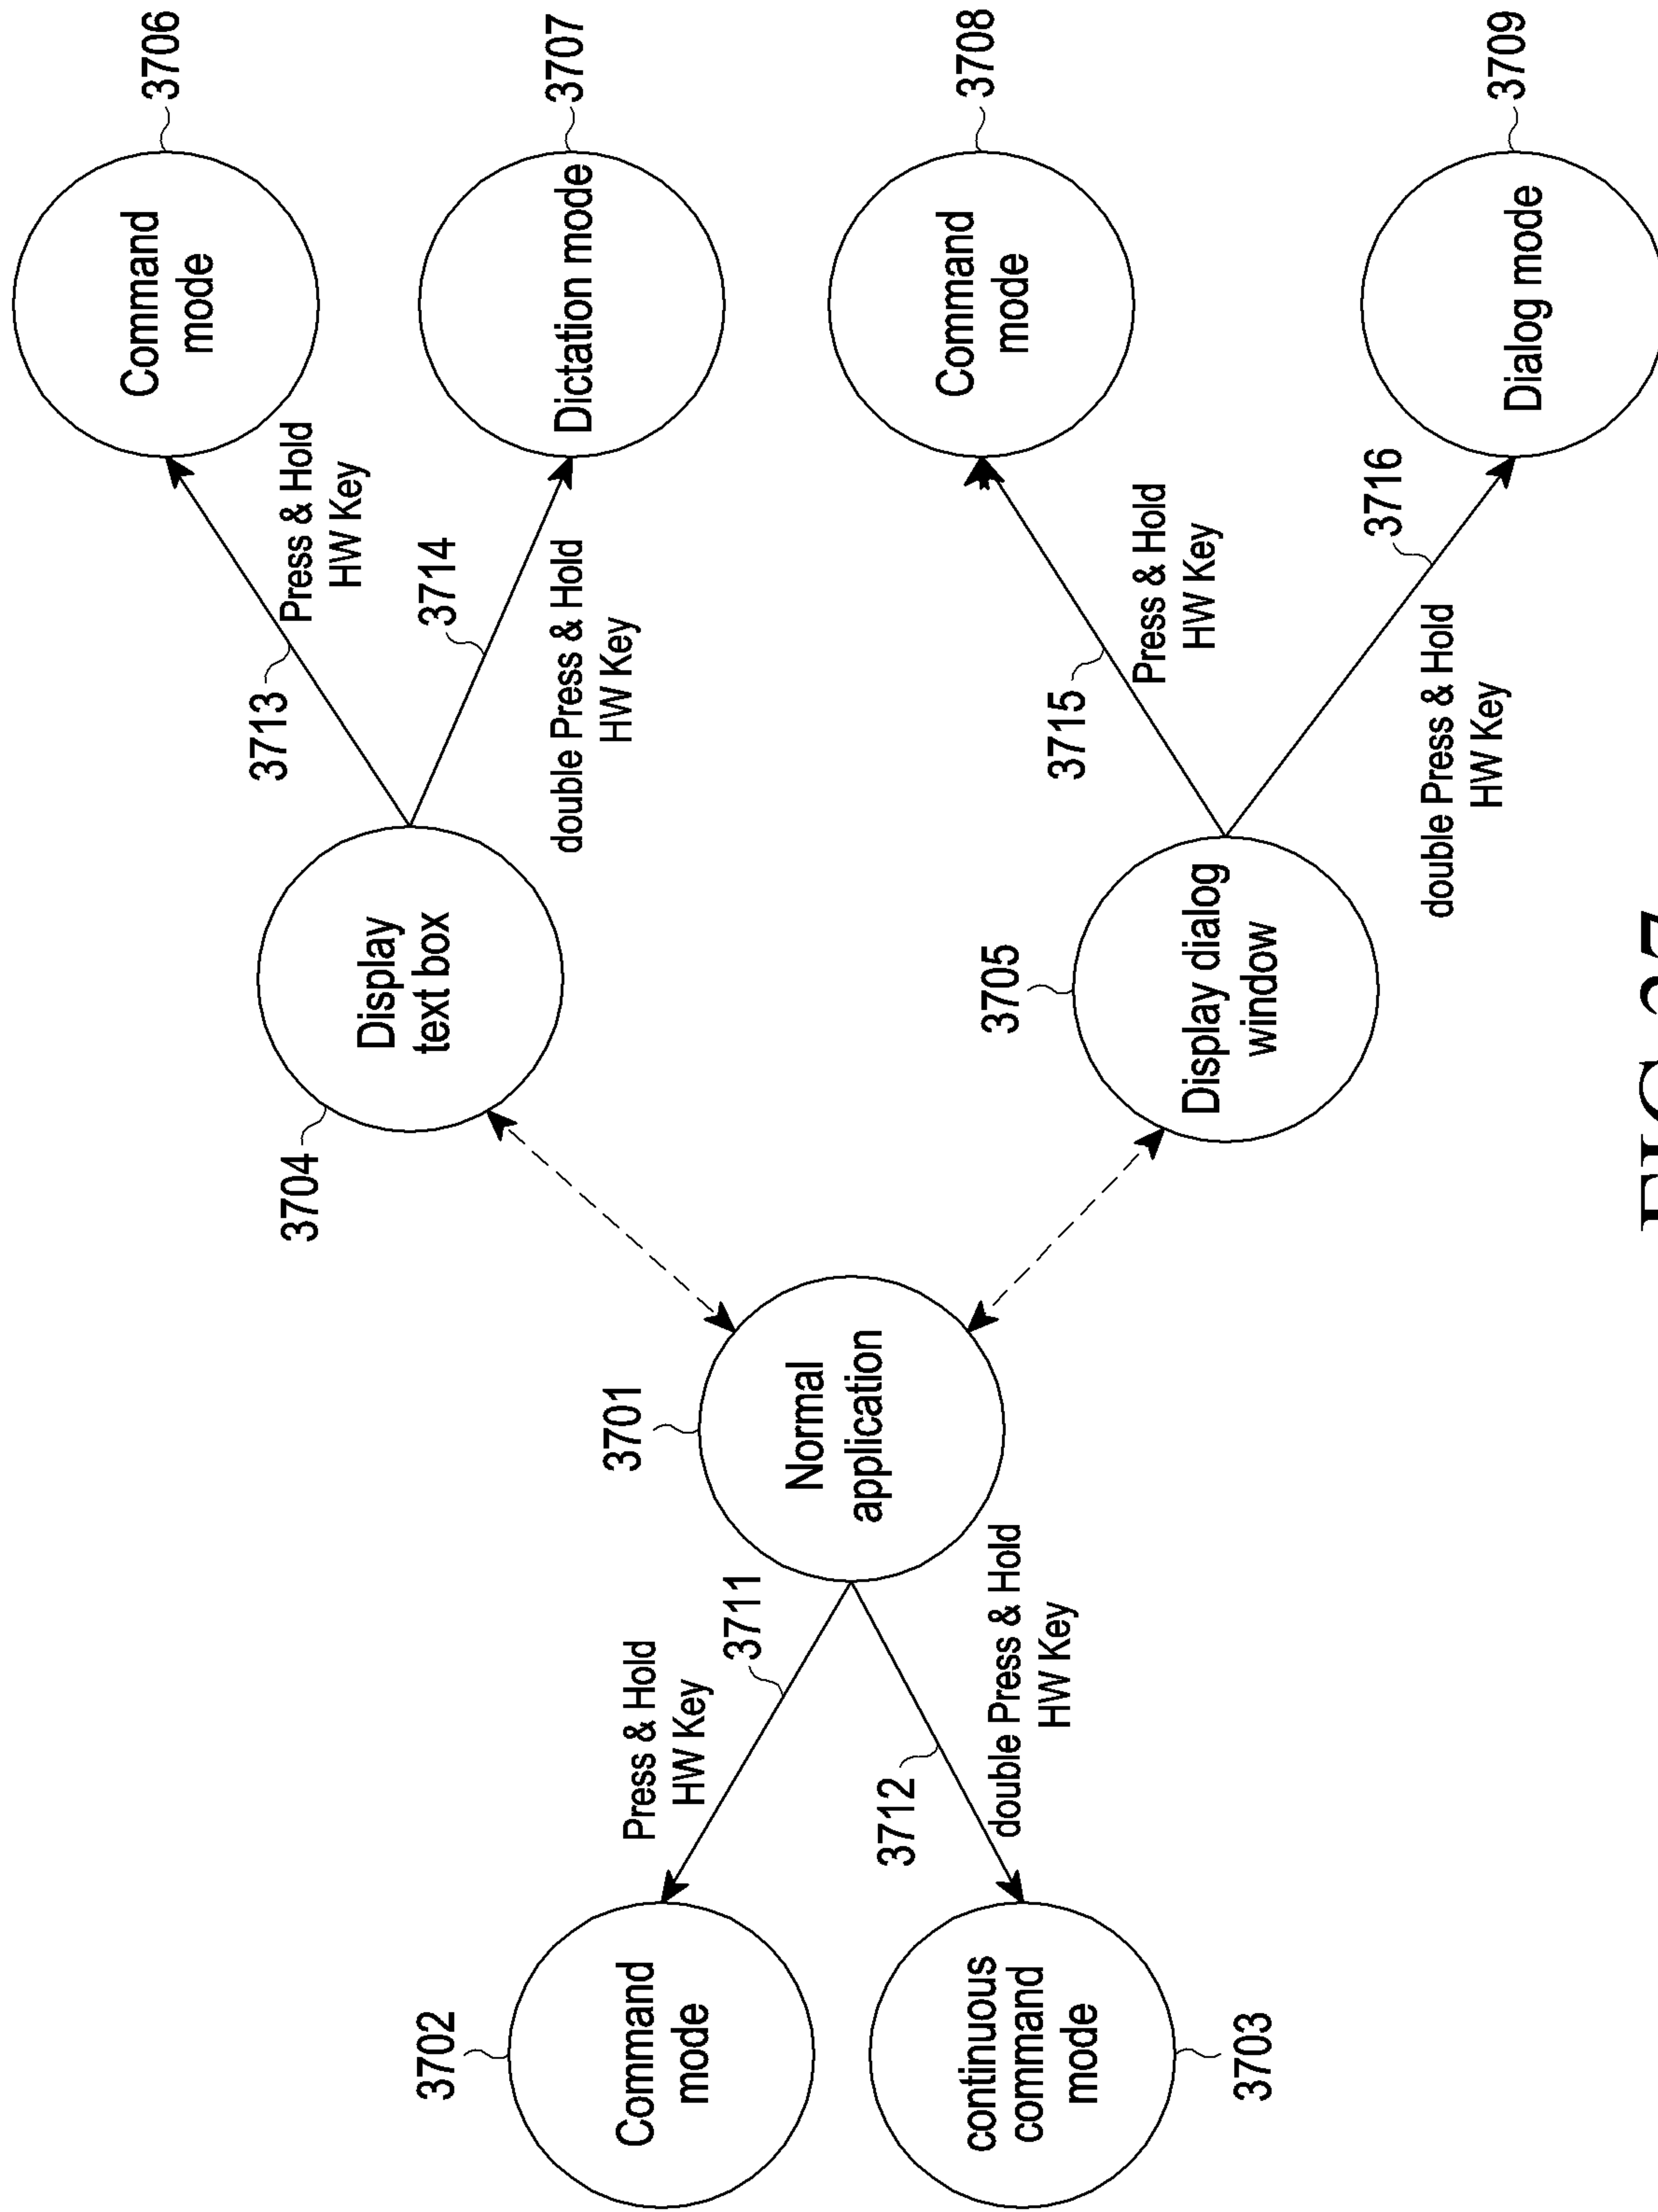 3702
Command
mode
Press & Hold
HW Key
3711
3701
Normal
application
3712
double Press & Hold
HW Key
continuous
command
mode
3703
3704
Display
text box
3713
Press & Hold
HW Key
Command
mode
3706
3714
double Press & Hold
HW Key
Dictation mode
3707
3705
Display dialog
window
3715
Press & Hold
HW Key
Command
mode
3708
3716
double Press & Hold
HW Key
Dialog mode
3709